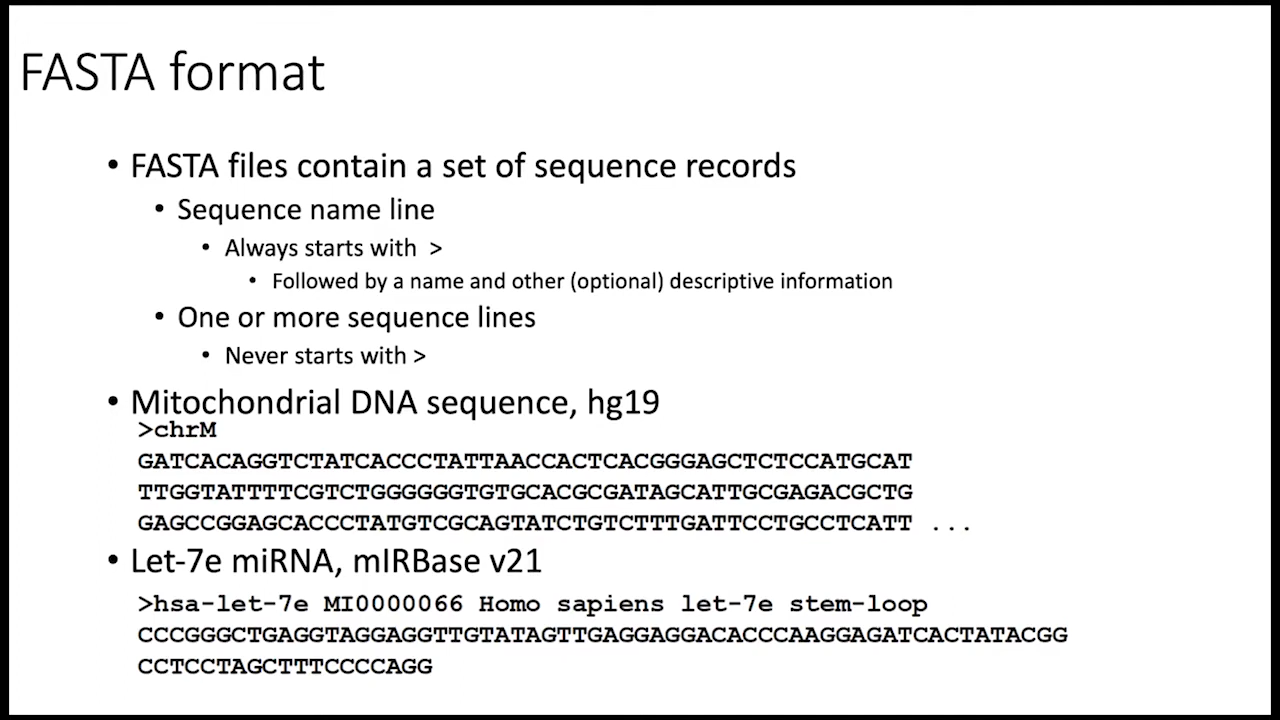 FASTA format
• FASTA files contain a set of sequence records
• Sequence name line
• Always starts with >
• Followed by a name and other (optional) descriptive information
• One or more sequence lines
• Never starts with >
• Mitochondrial DNA sequence, hg19
>chrM
GATCACAGGTCTATCACCCTATTAACCACTCACGGGAGCTCTCCATGCAT
TTGGTATTTTCGTCTGGGGGGTGTGCACGCGATAGCATTGCGAGACGCTG
GAGCCGGAGCACCCTATGTCGCAGTATCTGTCTTTGATTCCTGCCTCATT ...
• Let-7e miRNA, mIRBase v21
>hsa-let-7e MI0000066 Homo sapiens let-7e stem-loop
CCCGGGCTGAGGTAGGAGGTTGTATAGTTGAGGAGGACACCCAAGGAGATCACTATACGG
CCTCCTAGCTTTCCCCAGG